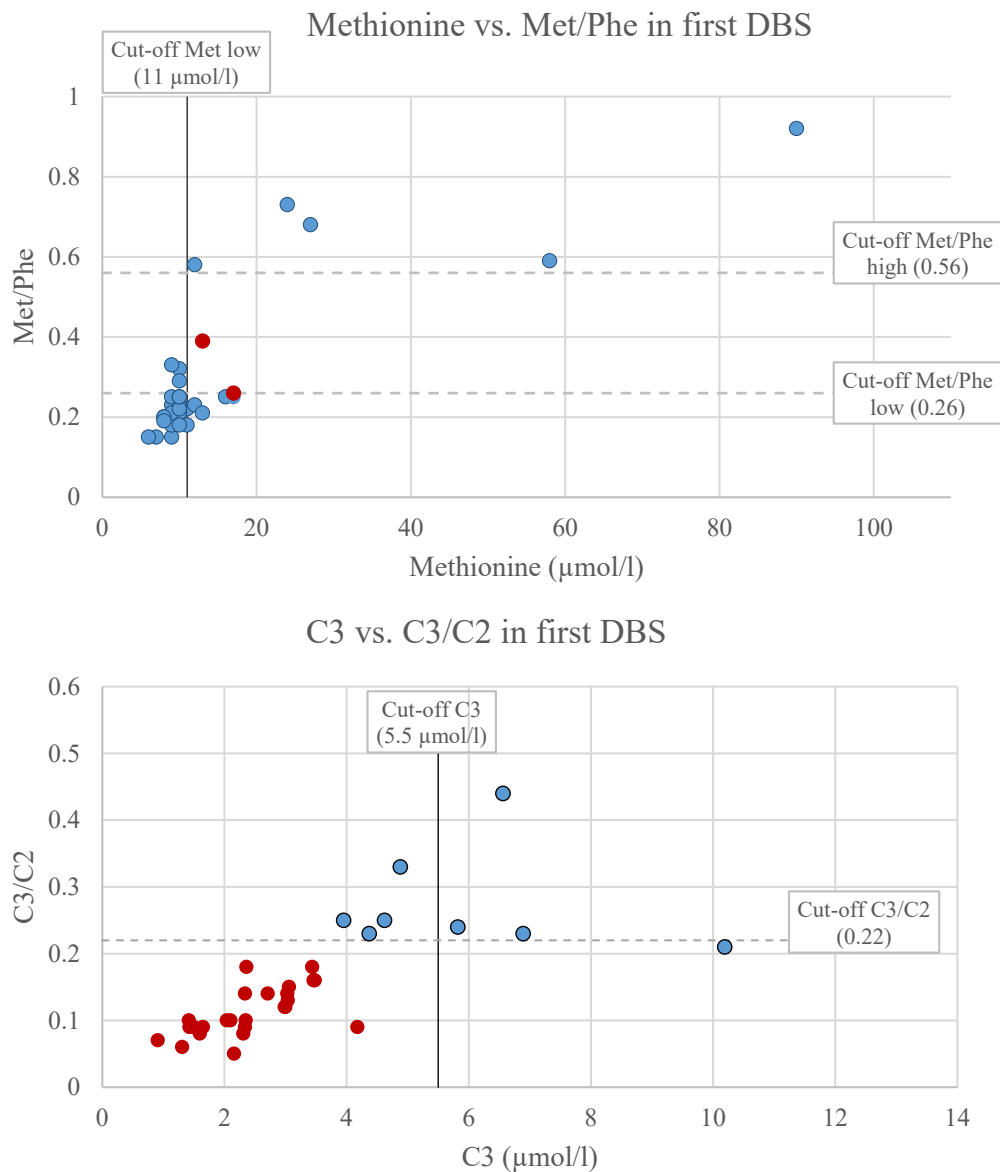 Methionine vs. Met/Phe in first DBS
Cut-off Met low
(11 µmol/l)
1
0.8
0.6
0.4
0.2
0
Met/Phe
Cut-off Met/Phe
high (0.56)
Cut-off Met/Phe
low (0.26)
0 20 40 60 80 100
Methionine (µmol/l)
C3 vs. C3/C2 in first DBS
0.6
0.5
0.4
0.3
0.2
0.1
0
C3/C2
Cut-off C3
(5.5 µmol/l)
Cut-off C3/C2
(0.22)
0 2 4 6 8 10 12 14
C3 (µmol/l)